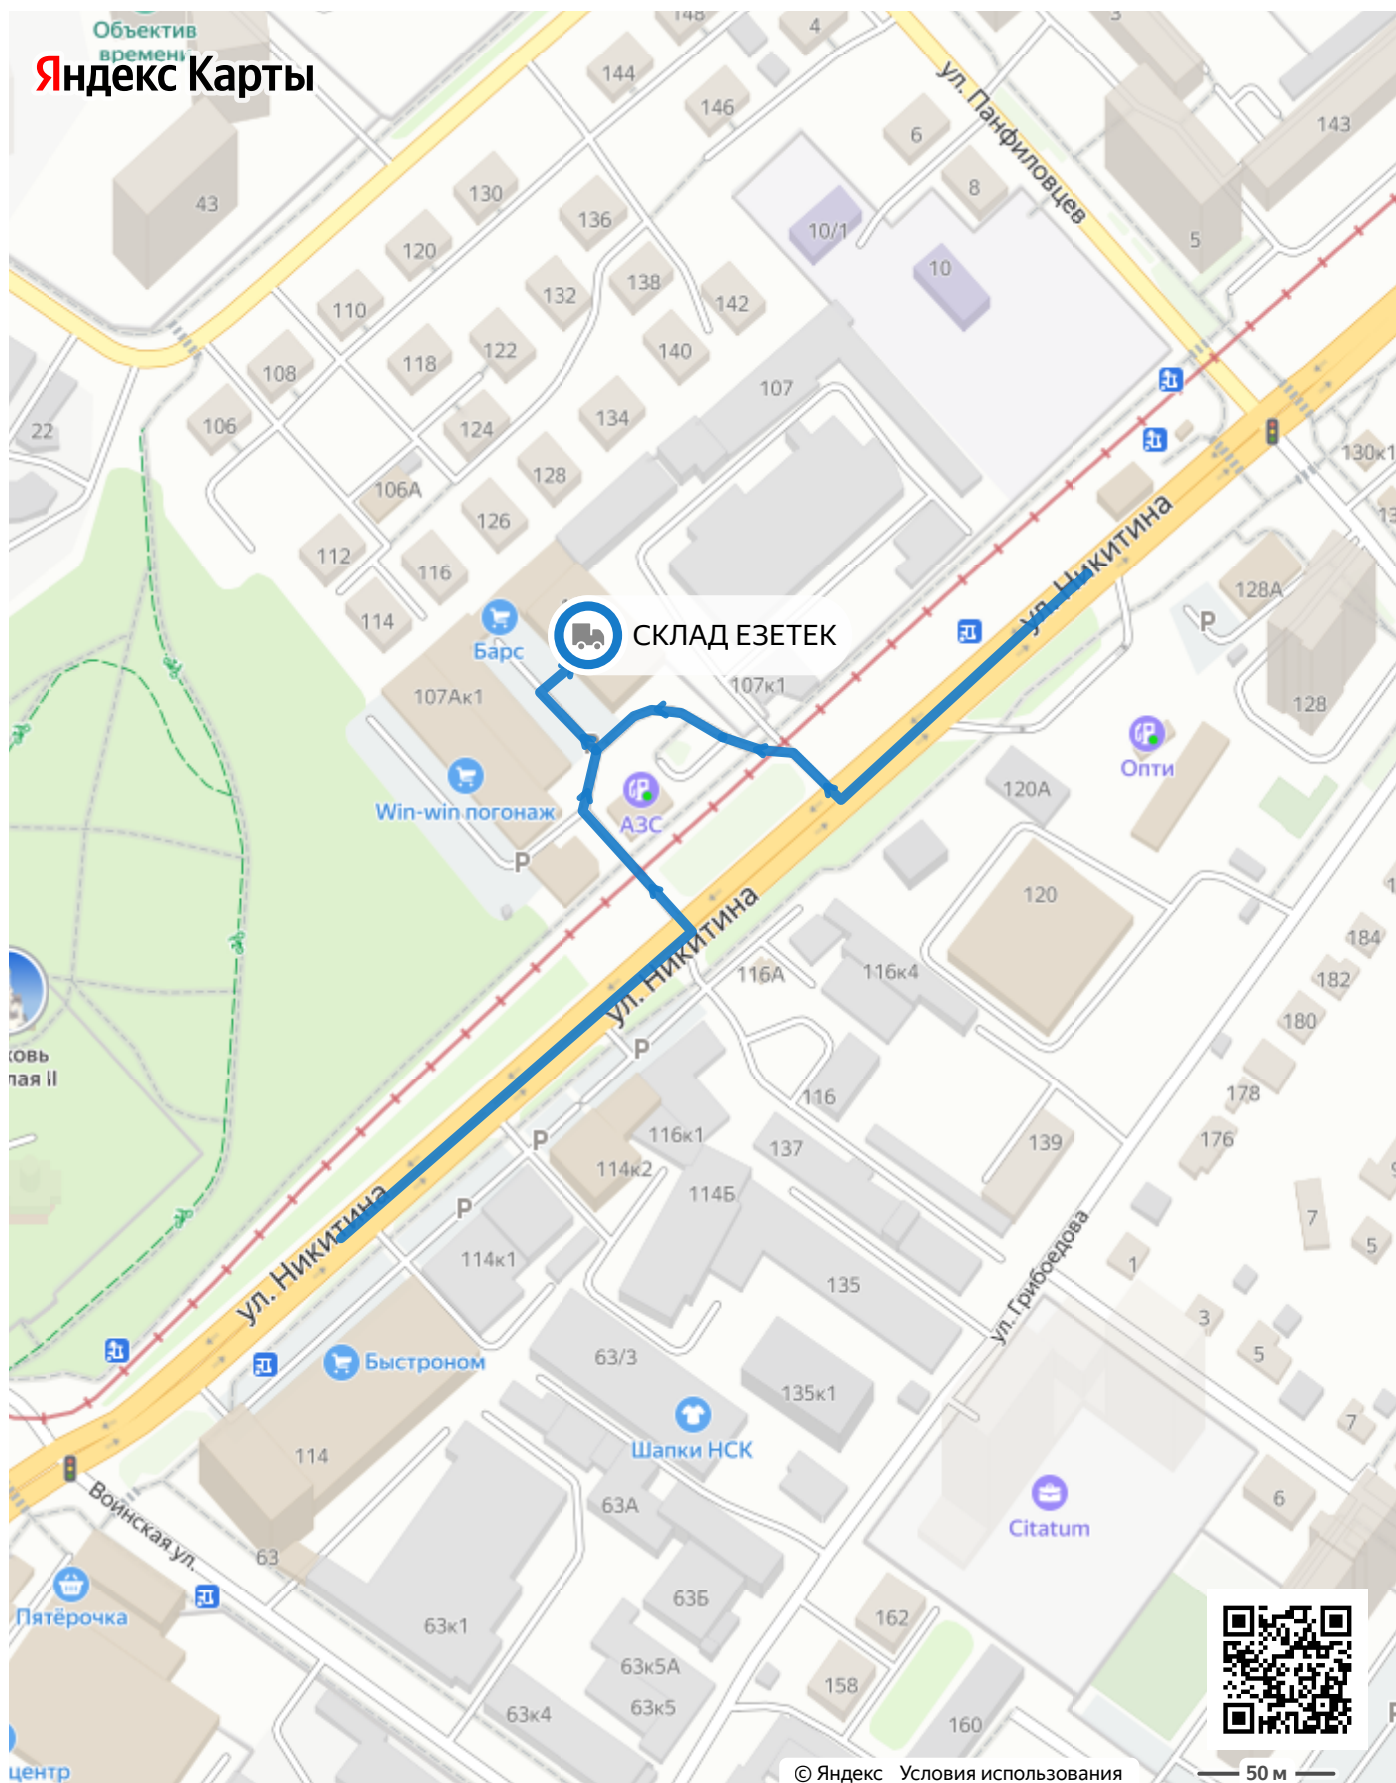 Объектив
времени
Яндекс Карты
148
4
3
144
146
6
ул. Панфиловцев
143
8
43
130
136
10/1
5
120
10
138
132
142
110
122
140
118
108
107
134
106
124
22
128
130к1
106А
126
ул. Никитина
112
116
128А
P
114
СКЛАД ЕЗЕТЕК
Барс
107к1
107Ак1
128
Опти
Win-win погонаж
АЗС
120А
P
120
ул. Никитина
184
116А
116к4
182
180
P
178
116
P
116к1
137
139
176
114к2
114Б
P
7
ул. Никитина
5
114к1
1
135
ул. Грибоедова
3
Быстроном
63/3
5
135к1
7
Шапки НСК
114
Citatum
6
Воинская ул.
63А
63
Пятёрочка
63Б
162
63к1
63к5А
158
63к5
63к4
160
центр
© Яндекс Условия использования
50 м